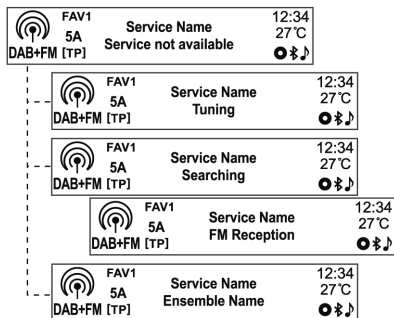 FAV1 Service Name 12:34
5A Service not available 27℃
DAB+FM [TP]
FAV1 Service Name 12:34
5A Tuning 27℃
DAB+FM [TP]
FAV1 Service Name 12:34
5A Searching 27℃
DAB+FM [TP]
FAV1 Service Name 12:34
5A FM Reception 27℃
DAB+FM [TP]
FAV1 Service Name 12:34
5A Ensemble Name 27℃
DAB+FM [TP]